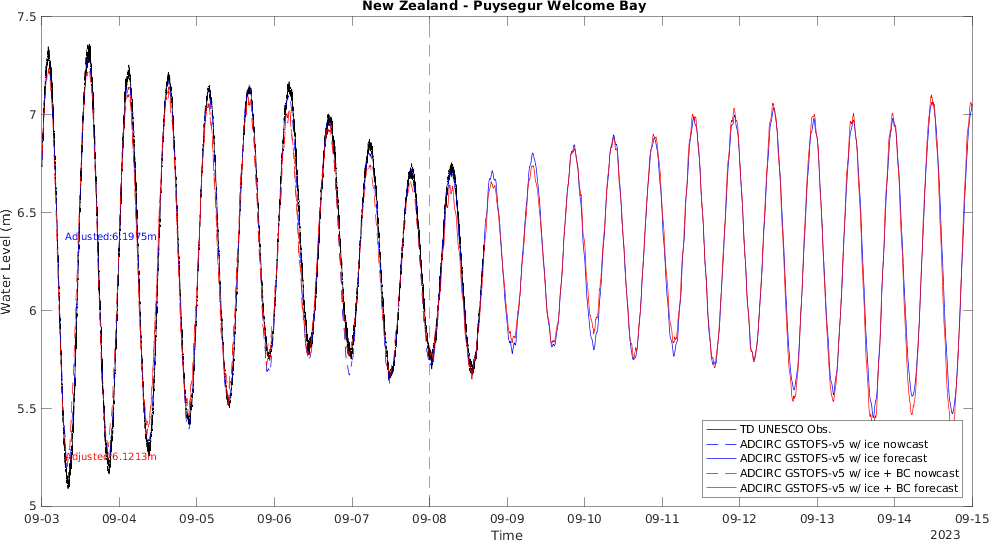 New Zealand - Puysegur Welcome Bay
7.5
7
6.5
6
5.5
5
Water Level (m)
Adjusted:6.1975m
Adjusted:6.1213m
TD UNESCO Obs.
ADCIRC GSTOFS-v5 w/ ice nowcast
ADCIRC GSTOFS-v5 w/ ice forecast
ADCIRC GSTOFS-v5 w/ ice + BC nowcast
ADCIRC GSTOFS-v5 w/ ice + BC forecast
09-03 09-04 09-05 09-06 09-07 09-08 09-09 09-10 09-11 09-12 09-13 09-14 09-15
Time
2023